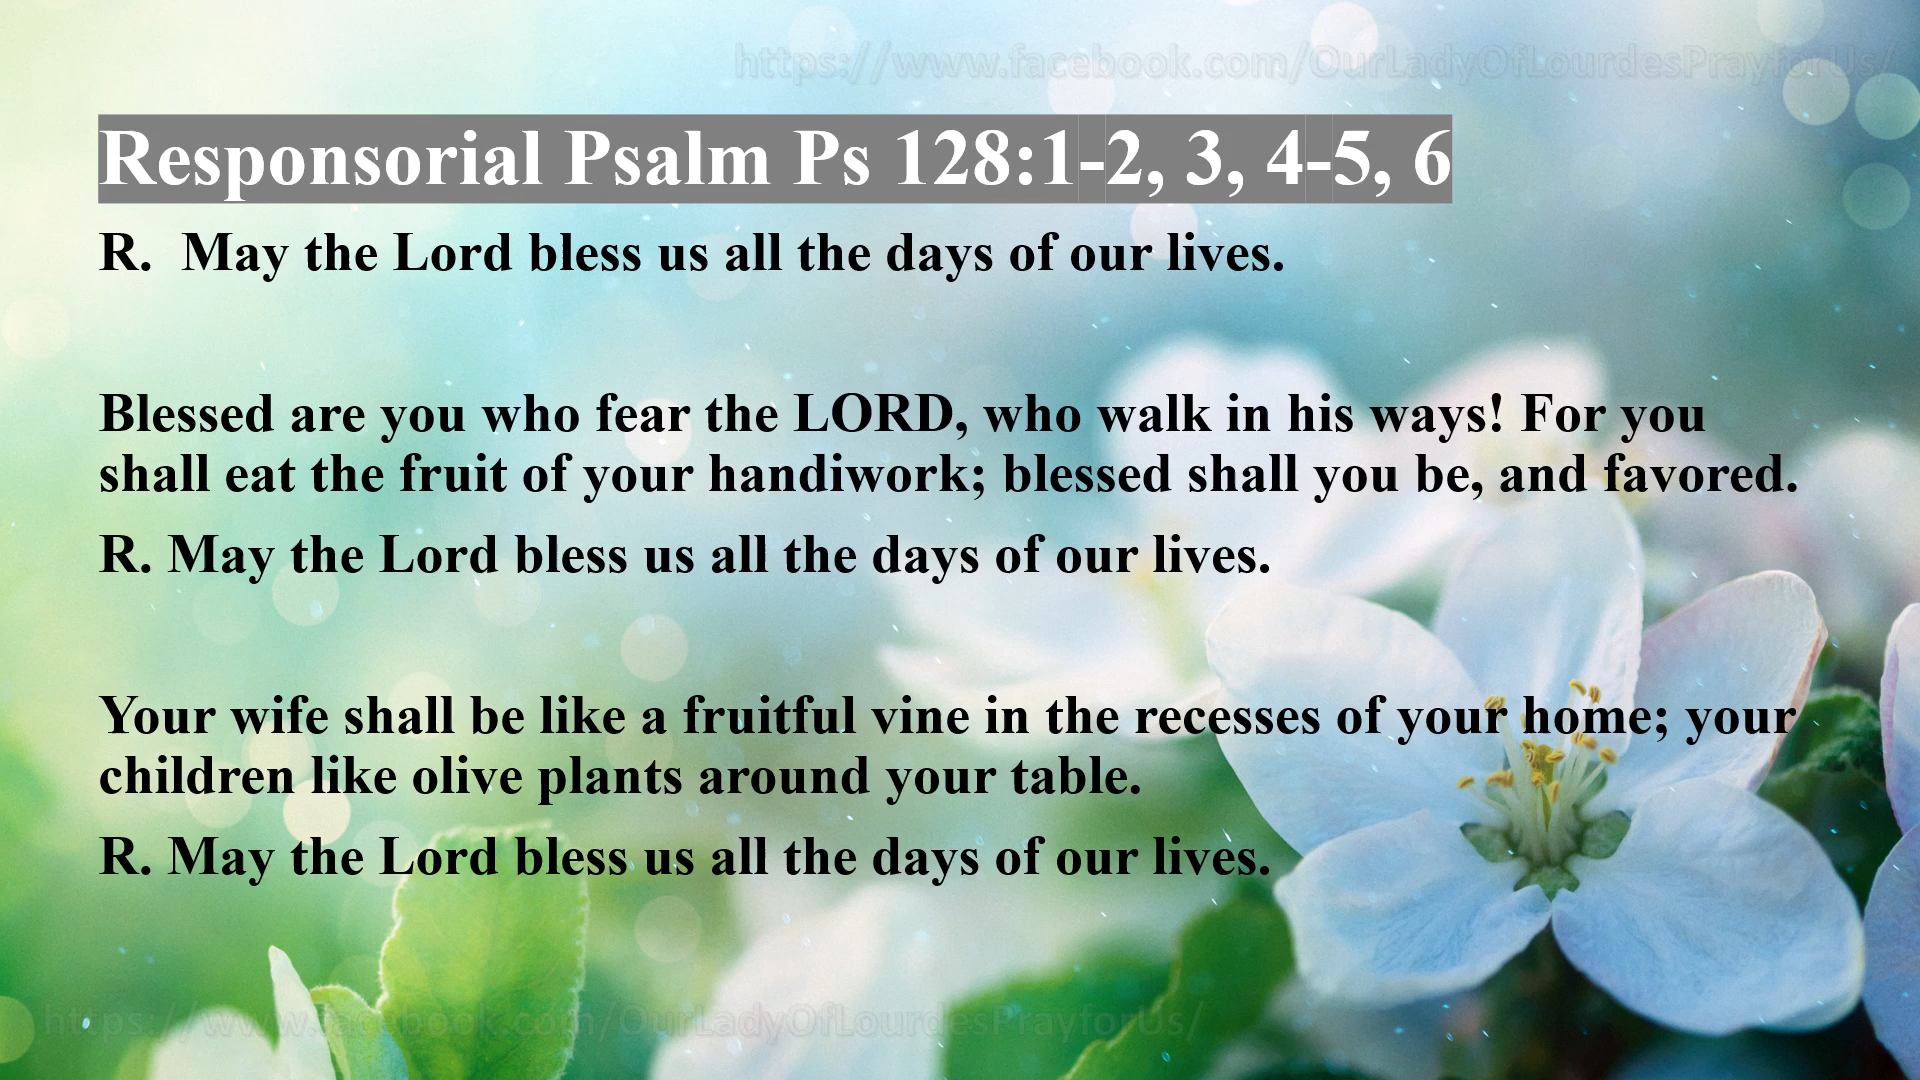 https://www.facebook.com/OurLadyOfLourdesPrayforUs/
Responsorial Psalm Ps 128:1-2, 3, 4-5, 6
R.  May the Lord bless us all the days of our lives.
Blessed are you who fear the LORD, who walk in his ways! For you
shall eat the fruit of your handiwork; blessed shall you be, and favored.
R. May the Lord bless us all the days of our lives.
Your wife shall be like a fruitful vine in the recesses of your home; your
children like olive plants around your table.
R. May the Lord bless us all the days of our lives.
https://www.facebook.com/OurLadyOfLourdesPrayforUs/